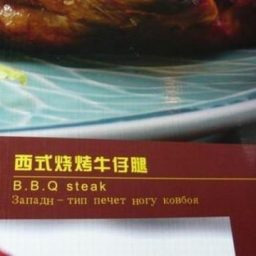 西式烧烤牛仔腿
B.B.Q steak
Западн – тип печет ногу ковбоя